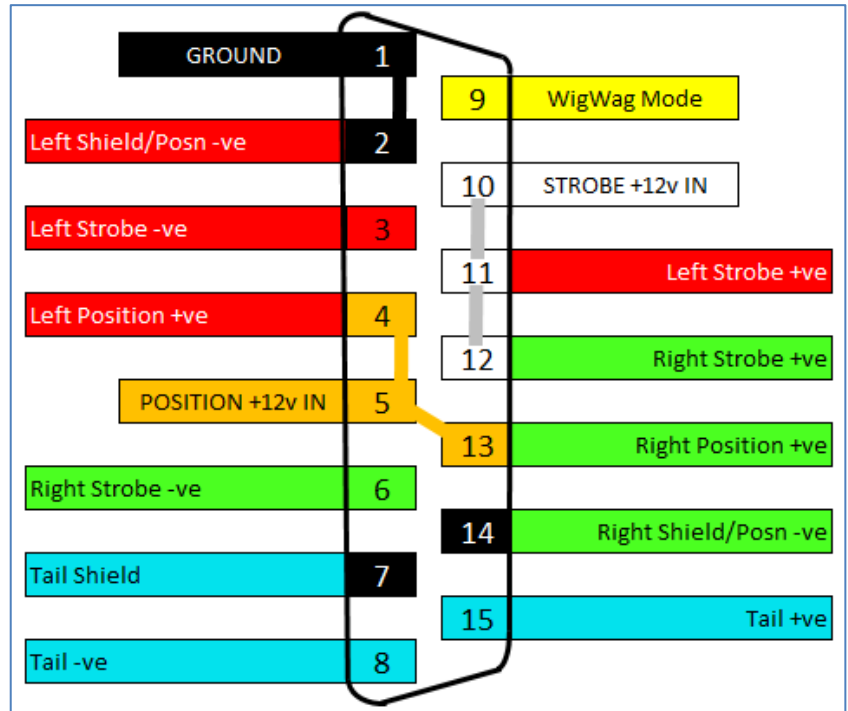 GROUND 1
9 WigWag Mode
Left Shield/Posn -ve 2
10 STROBE +12v IN
Left Strobe -ve 3
11 Left Strobe +ve
Left Position +ve 4
12 Right Strobe +ve
POSITION +12v IN 5
13 Right Position +ve
Right Strobe -ve 6
14 Right Shield/Posn -ve
Tail Shield 7
15 Tail +ve
Tail -ve 8